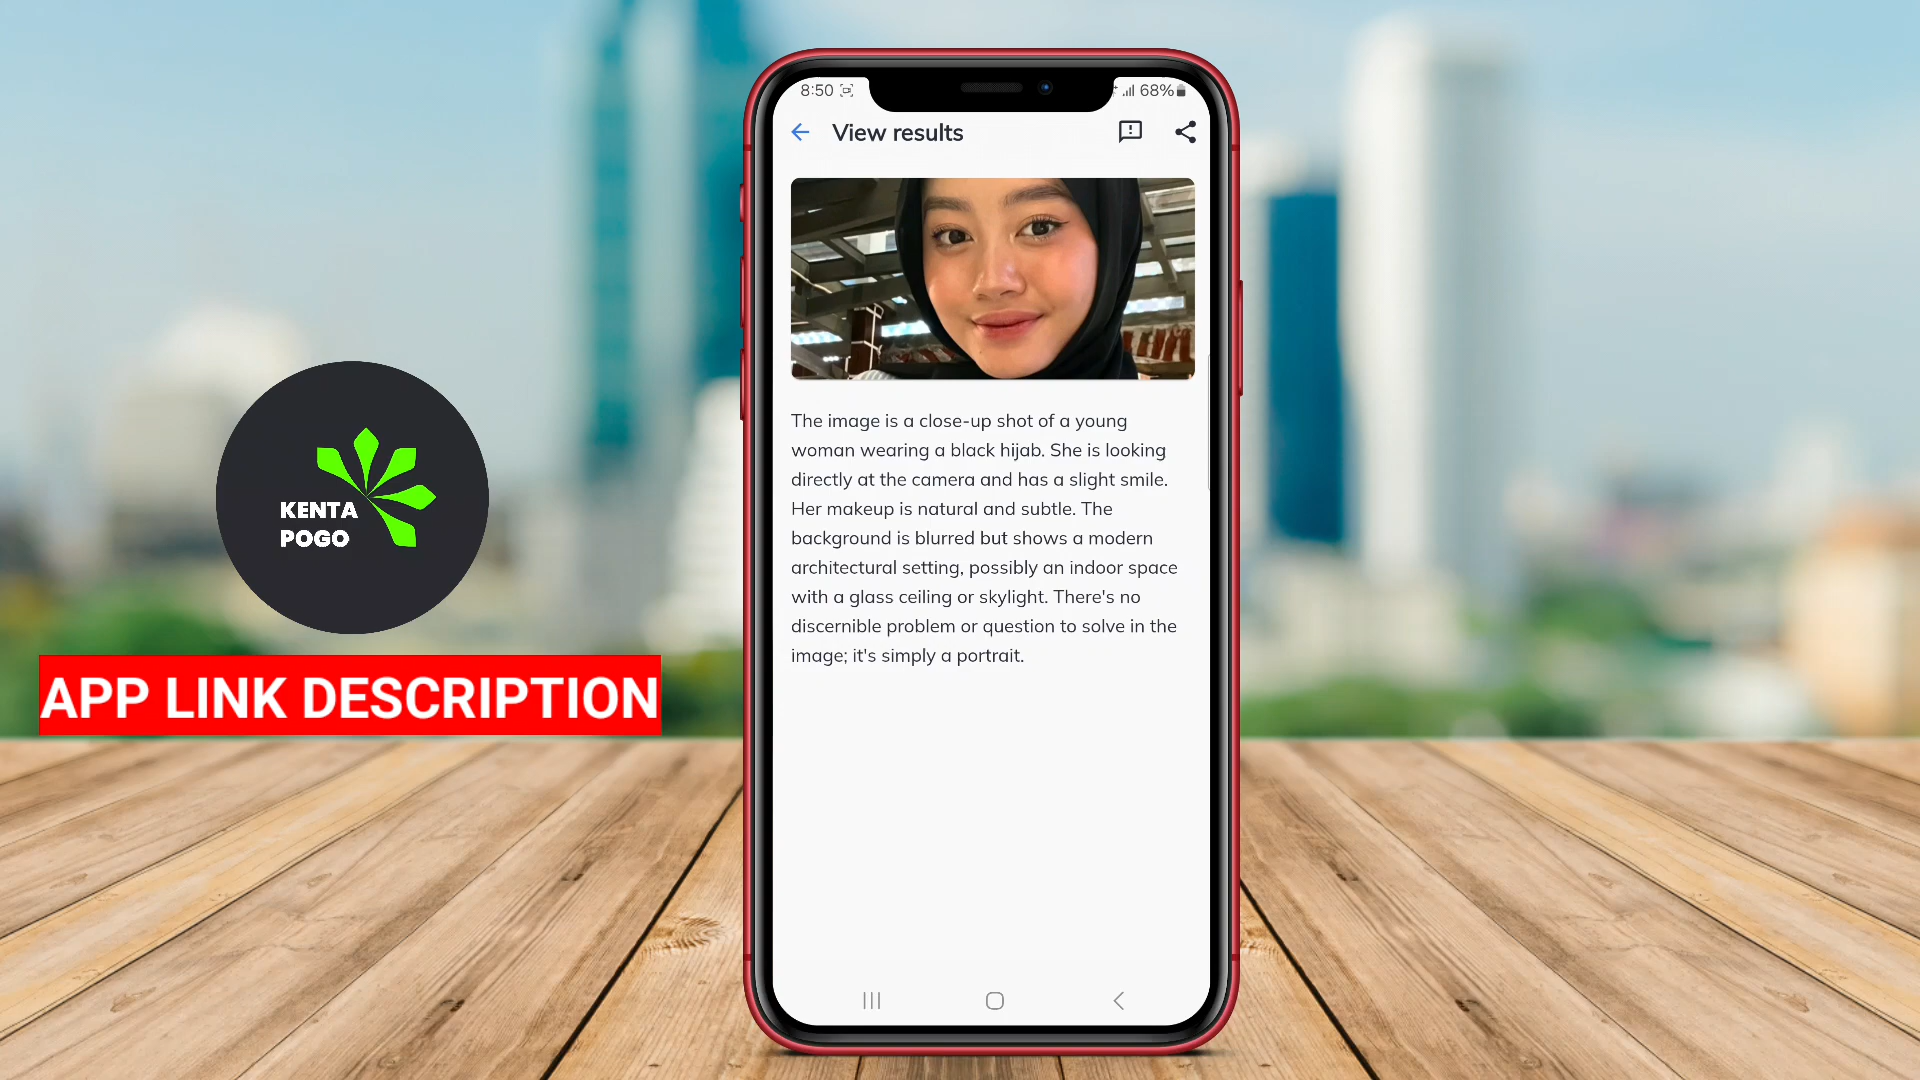 8:50
68%
View results
The image is a close-up shot of a young
woman wearing a black hijab. She is looking
directly at the camera and has a slight smile.
Her makeup is natural and subtle. The
background is blurred but shows a modern
architectural setting, possibly an indoor space
with a glass ceiling or skylight. There's no
discernible problem or question to solve in the
image; it's simply a portrait.
KENTA
POGO
APP LINK DESCRIPTION